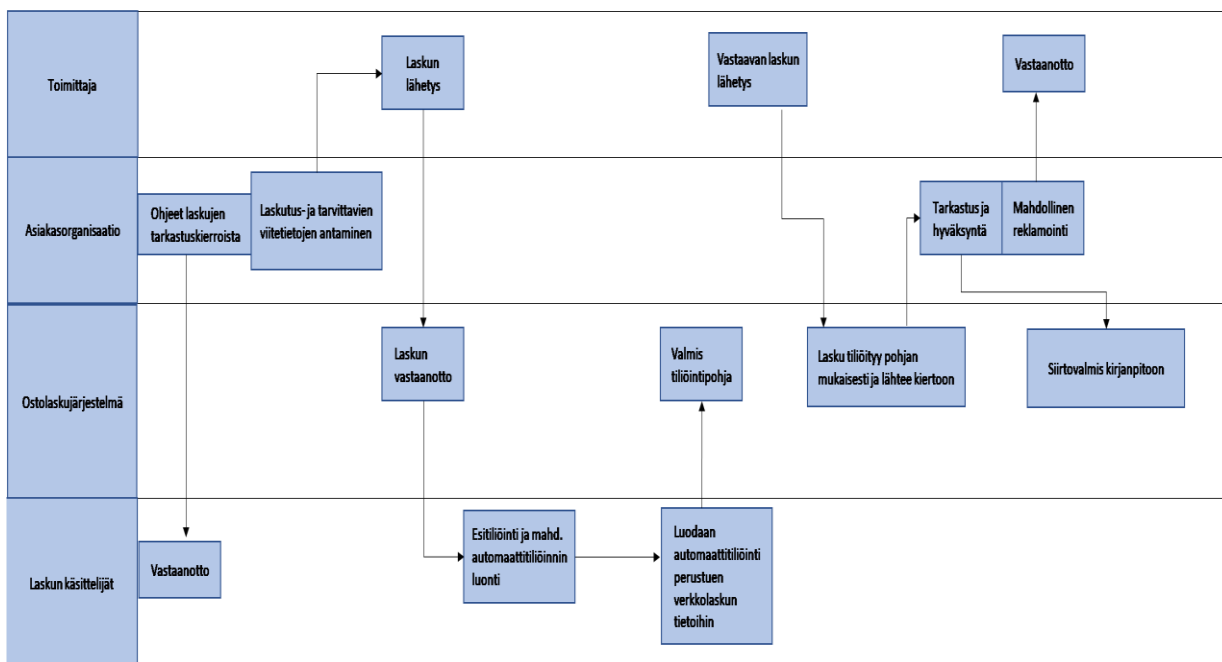 Toimittaja
Laskun
lähetys
Vastaavan laskun
lähetys
Vastaanotto
Asiakasorganisaatio
Ohjeet laskujen
tarkastuskierroista
Laskutus- ja tarvittavien
viitetietojen antaminen
Tarkastus ja
hyväksyntä
Mahdollinen
reklamointi
Ostolaskujärjestelmä
Laskun
vastaanotto
Valmis
tiliöintipohja
Lasku tiliöityy pohjan
mukaisesti ja lähtee kiertoon
Siirtovalmis kirjanpitoon
Laskun käsittelijät
Vastaanotto
Esitiliöinti ja mahd.
automaattitiliöinnin
luonti
Luodaan
automaattitiliöinti
perustuen
verkkolaskun
tietoihin